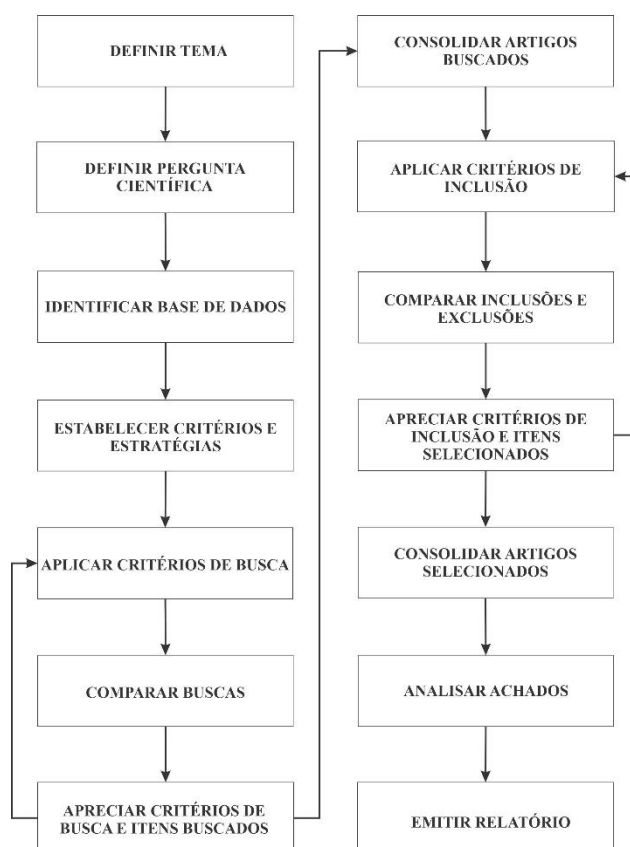 DEFINIR TEMA
DEFINIR PERGUNTA
CIENTÍFICA
IDENTIFICAR BASE DE DADOS
ESTABELECER CRITÉRIOS E
ESTRATÉGIAS
APLICAR CRITÉRIOS DE BUSCA
COMPARAR BUSCAS
APRECIAR CRITÉRIOS DE
BUSCA E ITENS BUSCADOS
CONSOLIDAR ARTIGOS
BUSCADOS
APLICAR CRITÉRIOS DE
INCLUSÃO
COMPARAR INCLUSÕES E
EXCLUSÕES
APRECIAR CRITÉRIOS DE
INCLUSÃO E ITENS
SELECIONADOS
CONSOLIDAR ARTIGOS
SELECIONADOS
ANALISAR ACHADOS
EMITIR RELATÓRIO